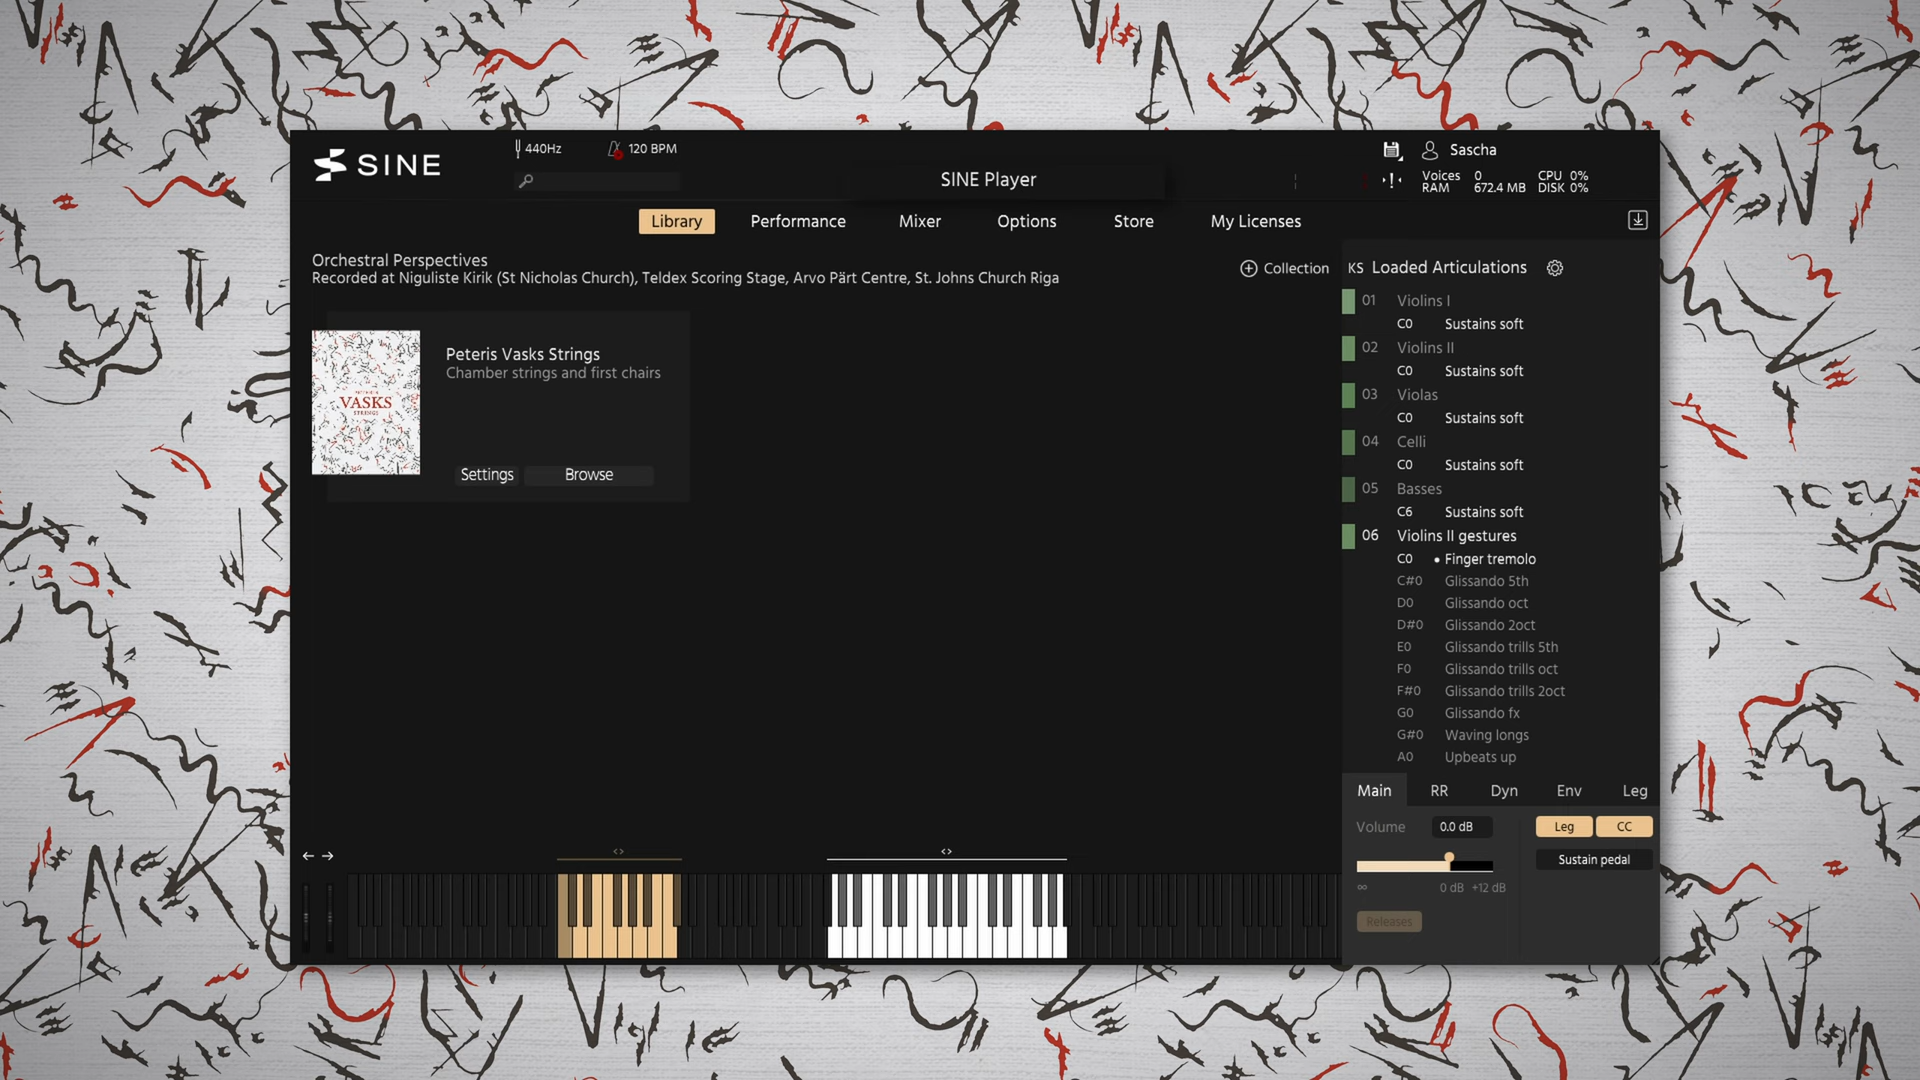 SINE
440Hz
120 BPM
SINE Player
Sascha
Voices 0
RAM 672.4 MB
CPU 0%
DISK 0%
Library
Performance
Mixer
Options
Store
My Licenses
Orchestral Perspectives
Recorded at Niguliste Kirik (St Nicholas Church), Teldex Scoring Stage, Arvo Pärt Centre, St. Johns Church Riga
Collection
VASKS
STRINGS
Peteris Vasks Strings
Chamber strings and first chairs
Settings
Browse
KS Loaded Articulations
01 Violins I
C0 Sustains soft
02 Violins II
C0 Sustains soft
03 Violas
C0 Sustains soft
04 Celli
C0 Sustains soft
05 Basses
C6 Sustains soft
06 Violins II gestures
C0 • Finger tremolo
C#0 Glissando 5th
D0 Glissando oct
D#0 Glissando 2oct
E0 Glissando trills 5th
F0 Glissando trills oct
F#0 Glissando trills 2oct
G0 Glissando fx
G#0 Waving longs
A0 Upbeats up
Main RR Dyn Env Leg
Volume 0.0 dB
Leg CC
Sustain pedal
∞ 0 dB +12 dB
Releases